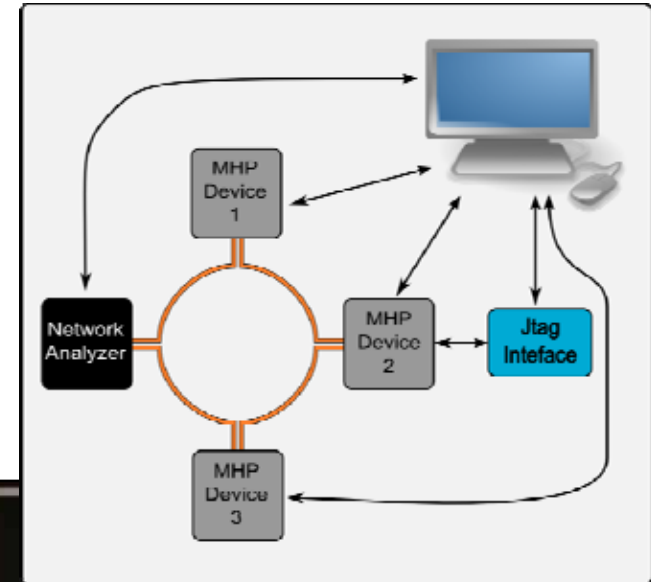 MHP
Device
1
Network
Analyzer
MHP
Device
2
Jtag
Inteface
MHP
Device
3